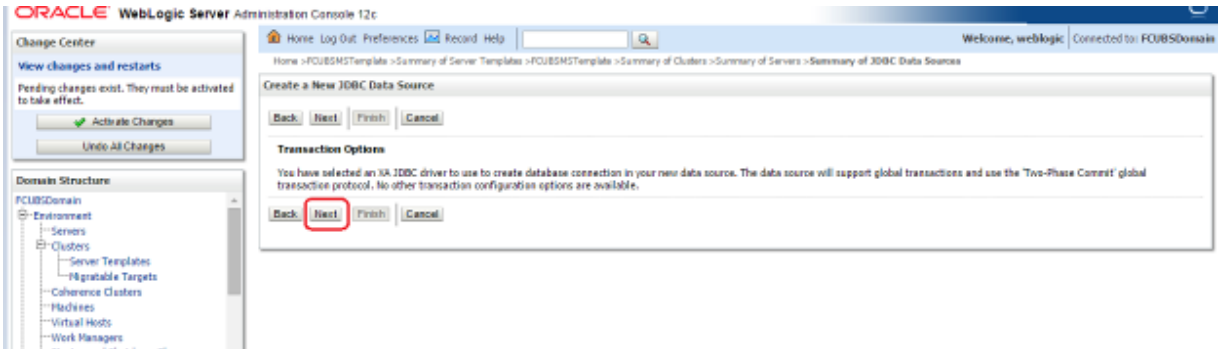 ORACLE WebLogic Server Administration Console 12c
Change Center
View changes and restarts
Pending changes exist. They must be activated
to take effect.
Activate Changes
Undo All Changes
Domain Structure
FCUBSDomain
Environment
Servers
Clusters
Server Templates
Migratable Targets
Coherence Clusters
Machines
Virtual Hosts
Work Managers
Home Log Out Preferences Record Help
Welcome, weblogic Connected to: FCUBSDomain
Home >FCUBSMSTemplate >Summary of Server Templates >FCUBSMSTemplate >Summary of Clusters >Summary of Servers >Summary of JDBC Data Sources
Create a New JDBC Data Source
Back Next Finish Cancel
Transaction Options
You have selected an XA JDBC driver to use to create database connection in your new data source. The data source will support global transactions and use the 'Two-Phase Commit' global
transaction protocol. No other transaction configuration options are available.
Back Next Finish Cancel